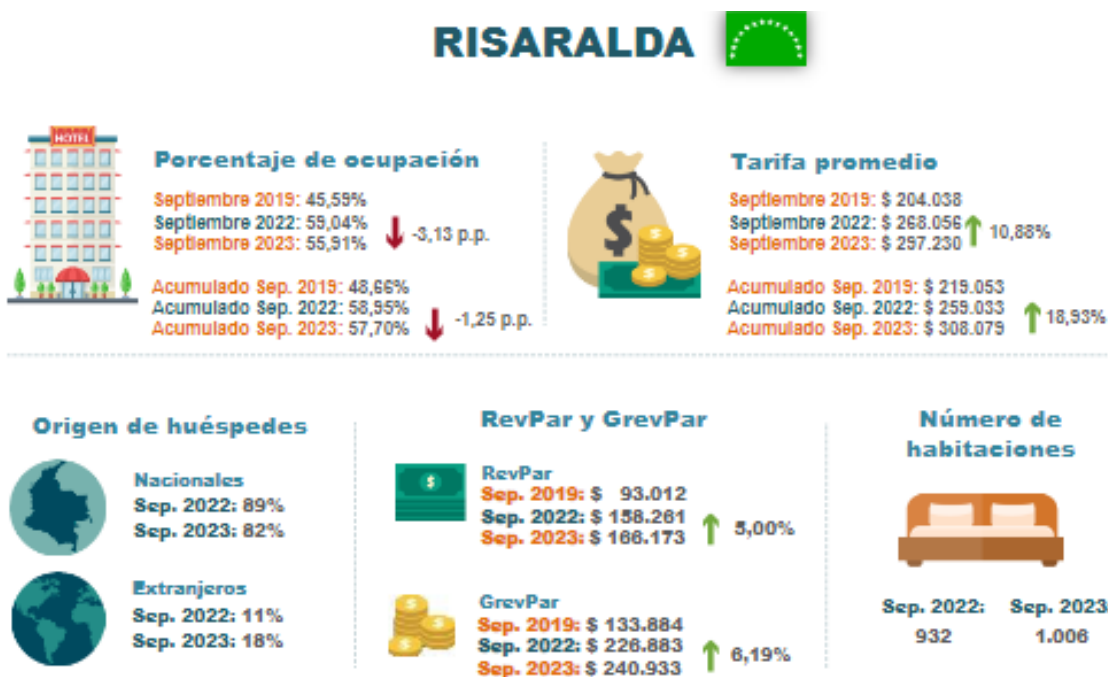 RISARALDA
HOTEL
Porcentaje de ocupación
Septiembre 2019: 45,59%
Septiembre 2022: 59,04%
Septiembre 2023: 55,91%
-3,13 p.p.
Acumulado Sep. 2019: 48,66%
Acumulado Sep. 2022: 58,95%
Acumulado Sep. 2023: 57,70%
-1,25 p.p.
Tarifa promedio
Septiembre 2019: $ 204.038
Septiembre 2022: $ 268.056
Septiembre 2023: $ 297.230
10,88%
Acumulado Sep. 2019: $ 219.053
Acumulado Sep. 2022: $ 259.033
Acumulado Sep. 2023: $ 308.079
18,93%
Origen de huéspedes
Nacionales
Sep. 2022: 89%
Sep. 2023: 82%
Extranjeros
Sep. 2022: 11%
Sep. 2023: 18%
RevPar y GrevPar
RevPar
Sep. 2019: $ 93.012
Sep. 2022: $ 158.261
Sep. 2023: $ 166.173
5,00%
GrevPar
Sep. 2019: $ 133.884
Sep. 2022: $ 226.883
Sep. 2023: $ 240.933
6,19%
Número de
habitaciones
Sep. 2022: Sep. 2023
932 1.006